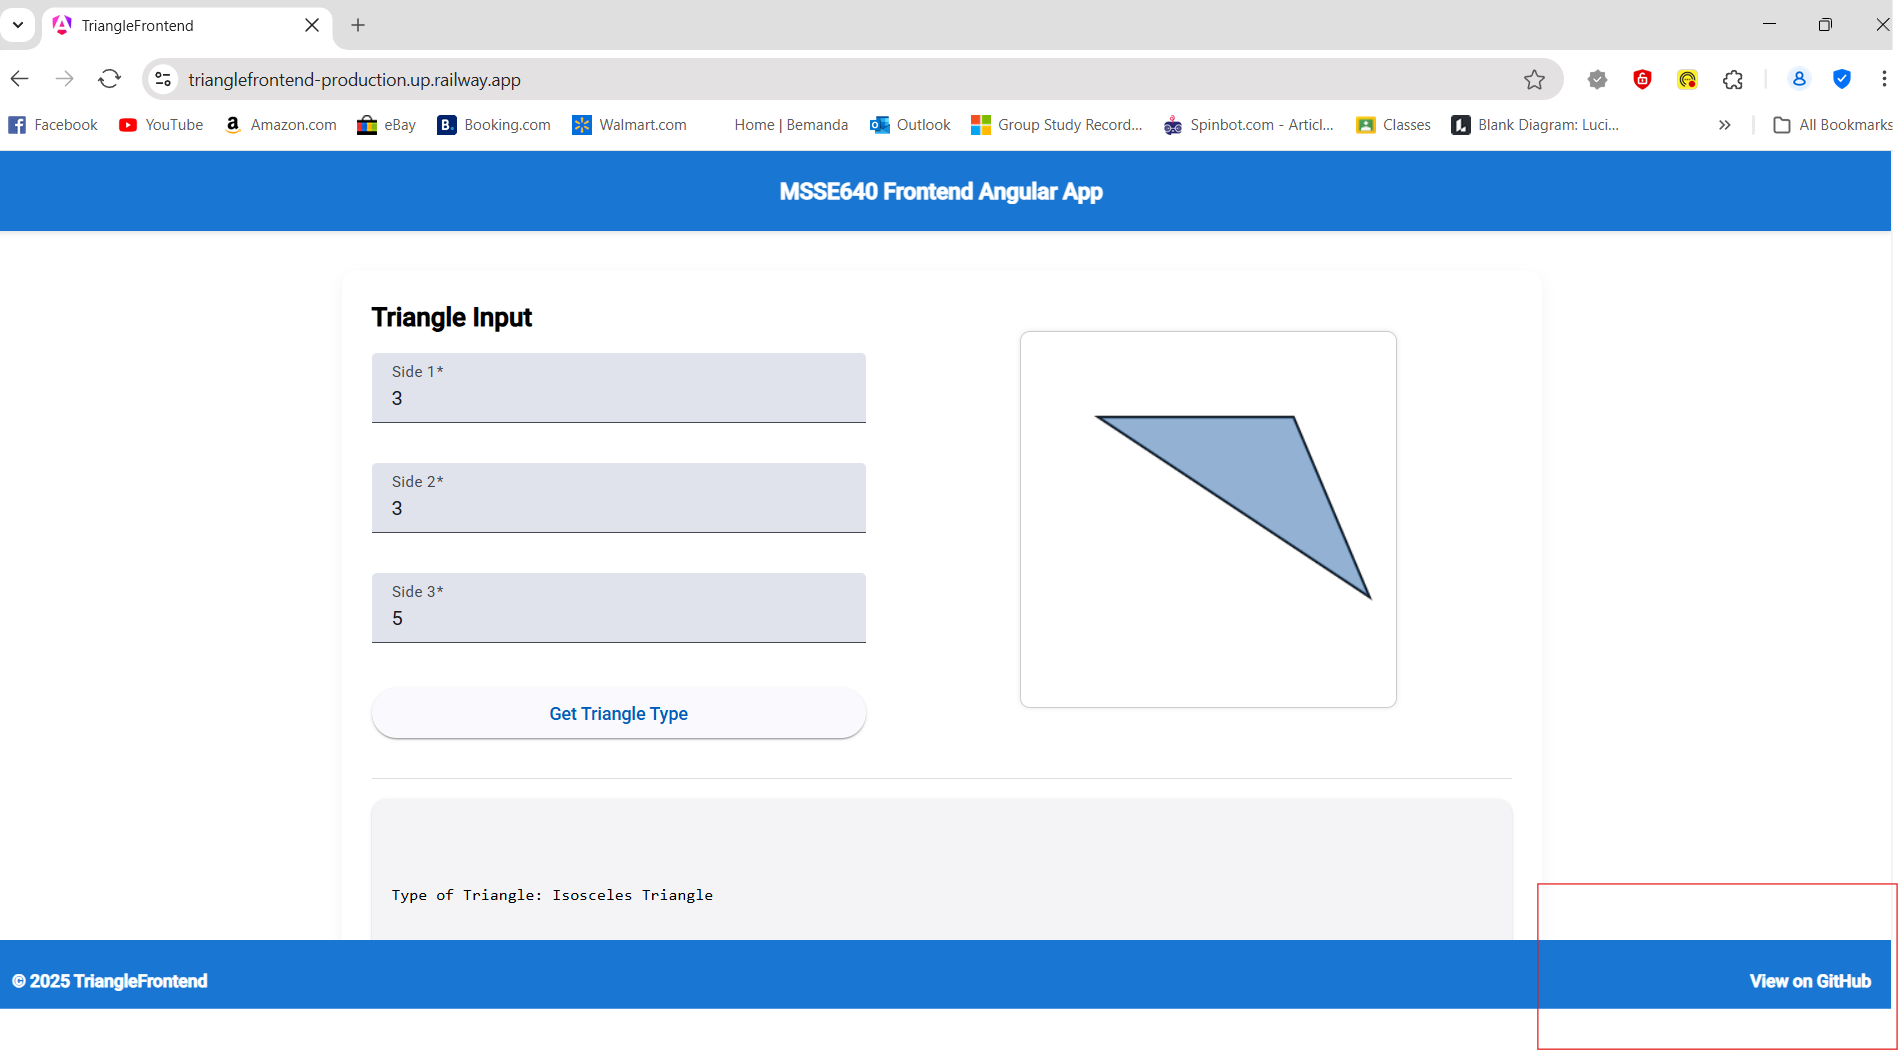 TriangleFrontend
trianglefrontend-production.up.railway.app
Facebook YouTube Amazon.com eBay Booking.com Walmart.com Home | Bemanda Outlook Group Study Record... Spinbot.com - Articl... Classes Blank Diagram: Luci... All Bookmarks
MSSE640 Frontend Angular App
Triangle Input
Side 1*
3
Side 2*
3
Side 3*
5
Get Triangle Type
Type of Triangle: Isosceles Triangle
© 2025 TriangleFrontend View on GitHub